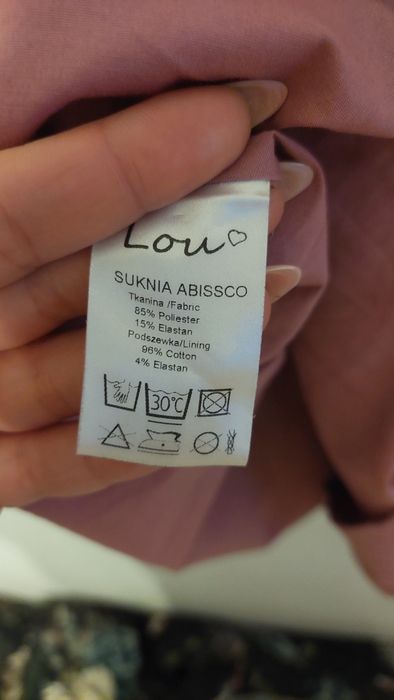 Lou
SUKNIA ABISSCO
Tkanina /Fabric
85% Poliester
15% Elastan
Podszewka/Lining
96% Cotton
4% Elastan
30°C